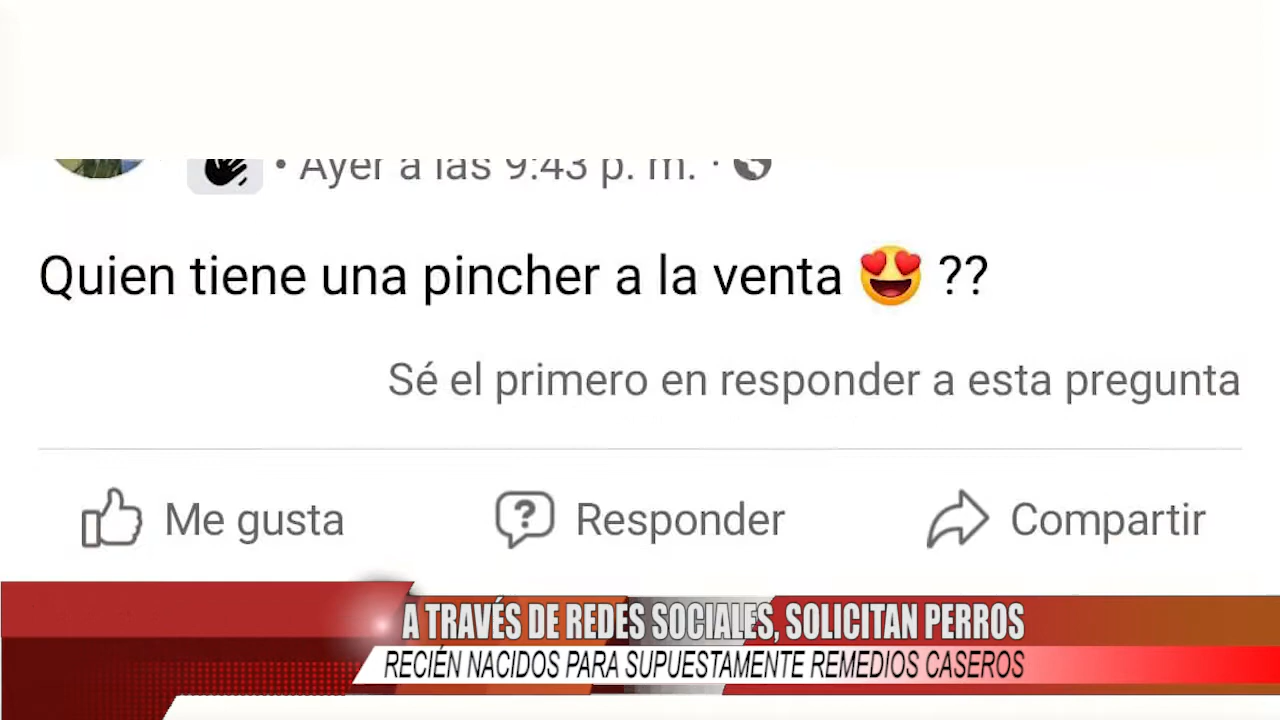 • Ayer a las 9:43 p. m. ·
Quien tiene una pincher a la venta 😍 ??
Sé el primero en responder a esta pregunta
Me gusta
Responder
Compartir
A TRAVÉS DE REDES SOCIALES, SOLICITAN PERROS
RECIÉN NACIDOS PARA SUPUESTAMENTE REMEDIOS CASEROS